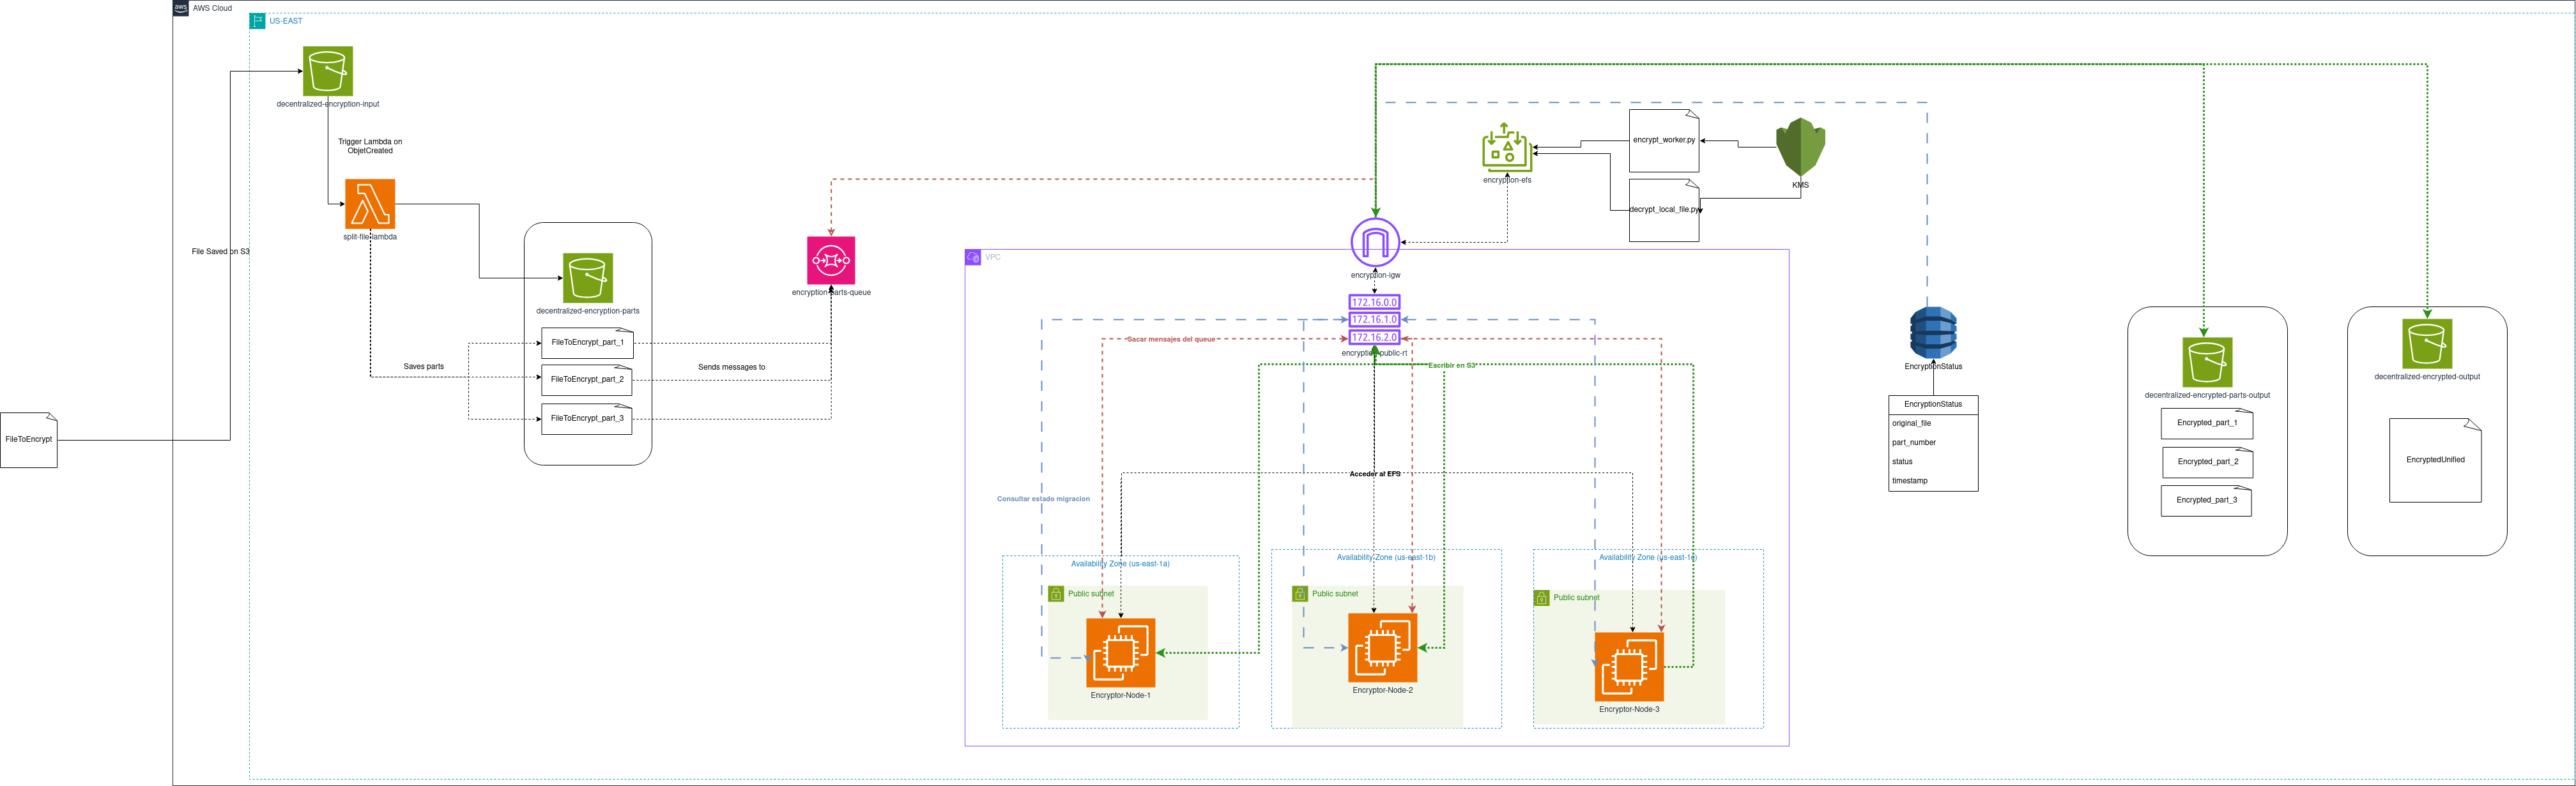 aws
AWS Cloud
US-EAST
decentralized-encryption-input
Trigger Lambda on
ObjetCreated
split-file-lambda
File Saved on S3
FileToEncrypt
Saves parts
decentralized-encryption-parts
FileToEncrypt_part_1
FileToEncrypt_part_2
FileToEncrypt_part_3
Sends messages to
encryption-parts-queue
VPC
encryption-igw
172.16.0.0
172.16.1.0
172.16.2.0
encryption-public-rt
Sacar mensajes del queue
Escribir en S3
Acceder al EFS
Consultar estado migracion
Availability Zone (us-east-1a)
Public subnet
Encryptor-Node-1
Availability Zone (us-east-1b)
Public subnet
Encryptor-Node-2
Public subnet
Encryptor-Node-3
encryption-efs
encrypt_worker.py
decrypt_local_file.py
KMS
EncryptionStatus
EncryptionStatus
original_file
part_number
status
timestamp
decentralized-encrypted-parts-output
Encrypted_part_1
Encrypted_part_2
Encrypted_part_3
decentralized-encrypted-output
EncryptedUnified